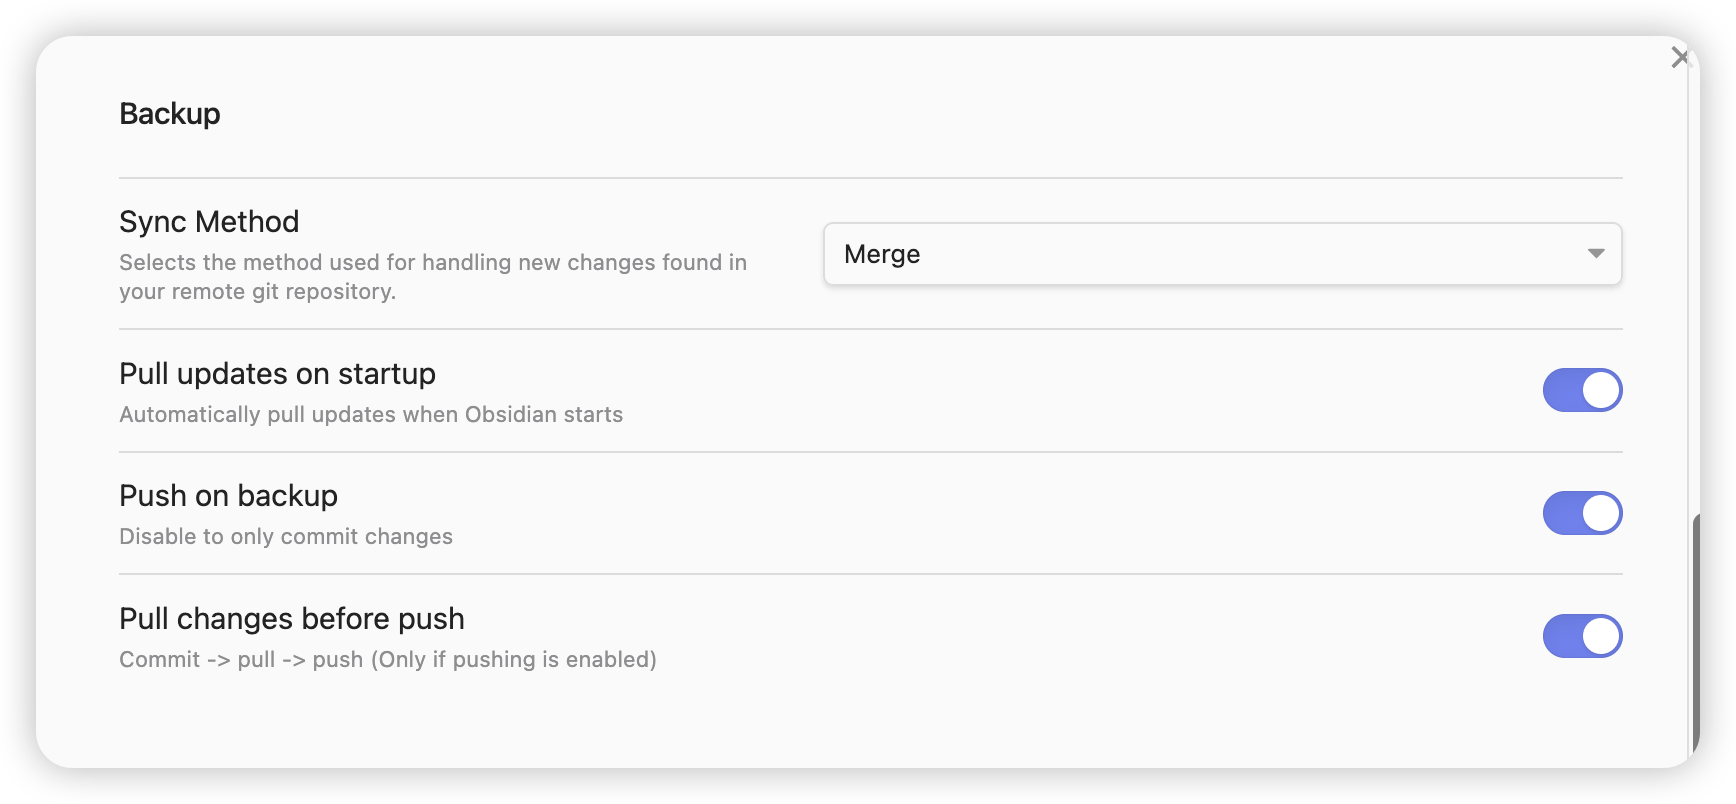 Backup
Sync Method
Selects the method used for handling new changes found in
your remote git repository.
Merge
Pull updates on startup
Automatically pull updates when Obsidian starts
Push on backup
Disable to only commit changes
Pull changes before push
Commit -> pull -> push (Only if pushing is enabled)